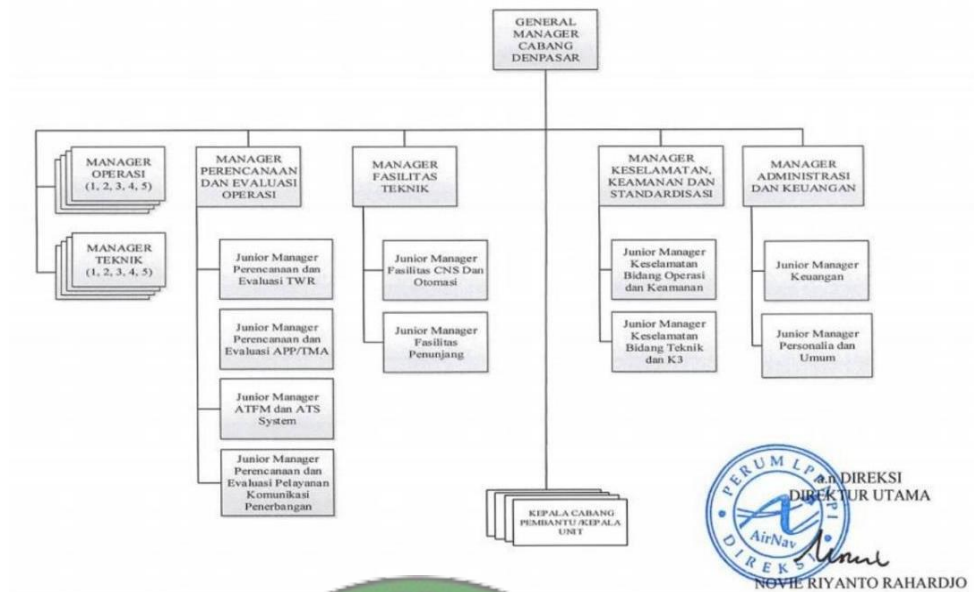 GENERAL
MANAGER
CABANG
DENPASAR
MANAGER
OPERASI
(1, 2, 3, 4, 5)
MANAGER
TEKNIK
(1, 2, 3, 4, 5)
MANAGER
PERENCANAAN
DAN EVALUASI
OPERASI
Junior Manager
Perencanaan dan
Evaluasi TWR
Junior Manager
Perencanaan dan
Evaluasi APP/TMA
Junior Manager
ATFM dan ATS
System
Junior Manager
Perencanaan dan
Evaluasi Pelayanan
Komunikasi
Penerbangan
MANAGER
FASILITAS
TEKNIK
Junior Manager
Fasilitas CNS Dan
Otomasi
Junior Manager
Fasilitas
Penunjang
MANAGER
KESELAMATAN,
KEAMANAN DAN
STANDARDISASI
Junior Manager
Keselamatan
Bidang Operasi
dan Keamanan
Junior Manager
Keselamatan
Bidang Teknik
dan K3
MANAGER
ADMINISTRASI
DAN KEUANGAN
Junior Manager
Keuangan
Junior Manager
Personalia dan
Umum
KEPALA CABANG
PEMBANTU /KEPALA
UNIT
a.n DIREKSI
DIREKTUR UTAMA
PERUM LPPNPI
AirNav
DIREKSI
NOVIE RIYANTO RAHARDJO